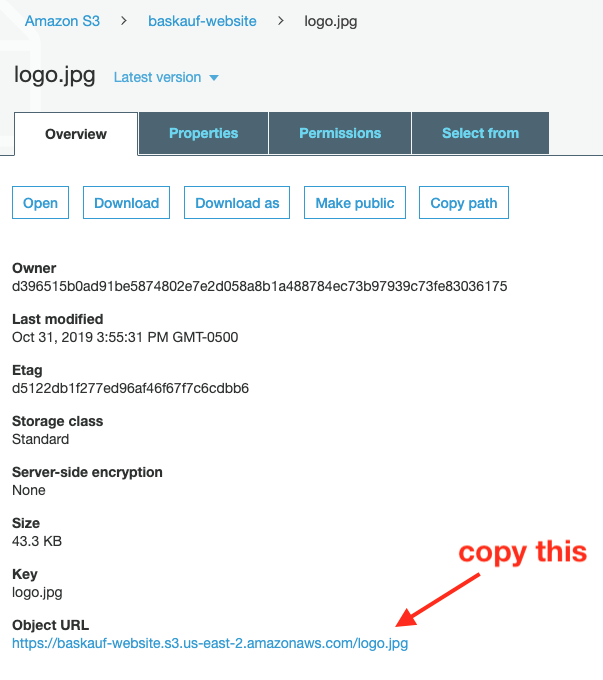 Amazon S3 > baskauf-website > logo.jpg
logo.jpg Latest version
Overview Properties Permissions Select from
Open Download Download as Make public Copy path
Owner
d396515b0ad91be5874802e7e2d058a8b1a488784ec73b97939c73fe83036175
Last modified
Oct 31, 2019 3:55:31 PM GMT-0500
Etag
d5122db1f277ed96af46f67f7c6cdbb6
Storage class
Standard
Server-side encryption
None
Size
43.3 KB
copy this
Key
logo.jpg
Object URL
https://baskauf-website.s3.us-east-2.amazonaws.com/logo.jpg